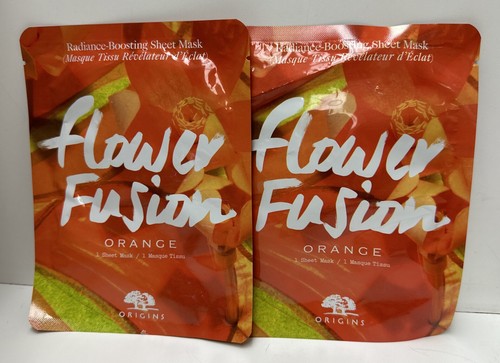 Radiance-Boosting Sheet Mask
(Masque Tissu Révélateur d'Éclat)
flower
Fusion
ORANGE
1 Sheet Mask / 1 Masque Tissu
ORIGINS
Radiance-Boosting Sheet Mask
(Masque Tissu Révélateur d'Éclat)
flower
Fusion
ORANGE
1 Sheet Mask / 1 Masque Tissu
ORIGINS